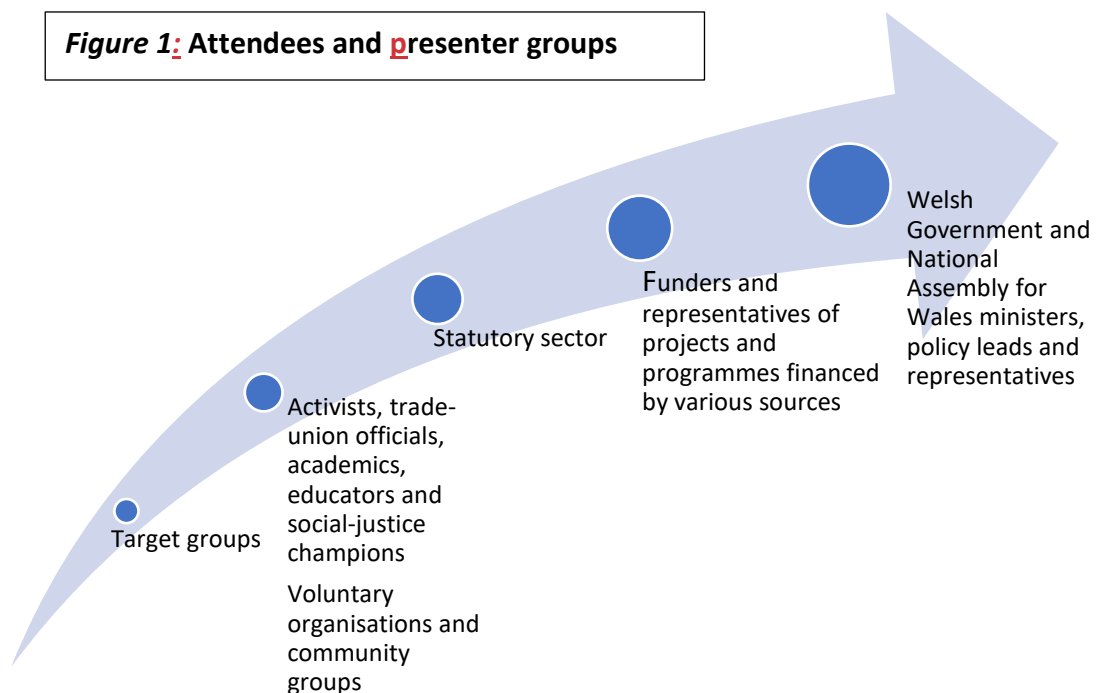 Figure 1: Attendees and presenter groups
Target groups
Activists, trade-
union officials,
academics,
educators and
social-justice
champions
Voluntary
organisations and
community
groups
Statutory sector
Funders and
representatives of
projects and
programmes financed
by various sources
Welsh
Government and
National
Assembly for
Wales ministers,
policy leads and
representatives